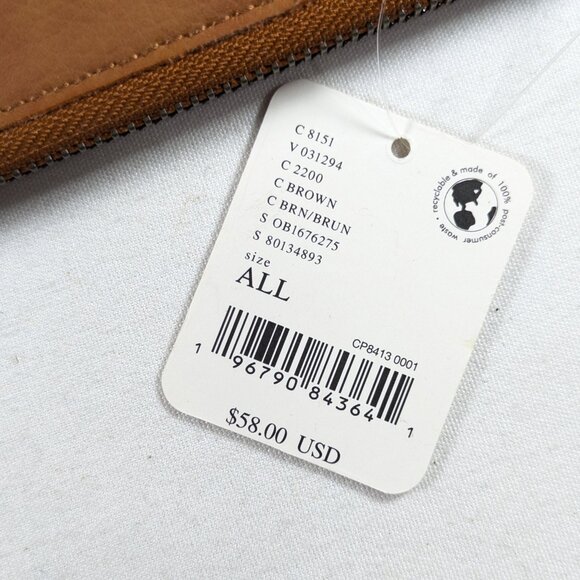 C 8151
V 031294
C 2200
C BROWN
C BRN/BRUN
S OB1676275
S 80134893
size
ALL
recyclable & made of 100% post-consumer waste •
CP8413 0001
1 96790 84364 1
$58.00 USD